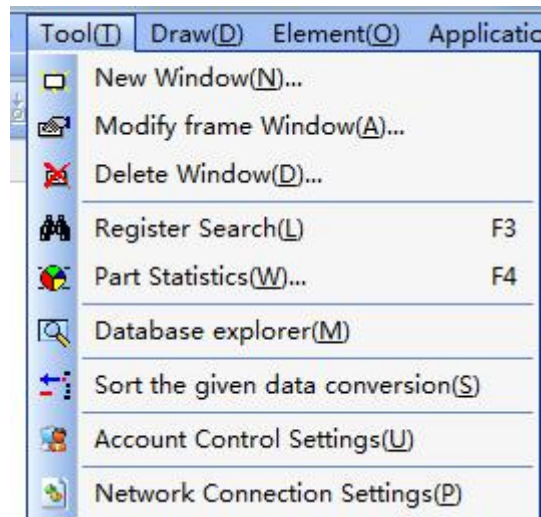 Tool(T) Draw(D) Element(O) Applicatio
New Window(N)...
Modify frame Window(A)...
Delete Window(D)...
Register Search(L) F3
Part Statistics(W)... F4
Database explorer(M)
Sort the given data conversion(S)
Account Control Settings(U)
Network Connection Settings(P)